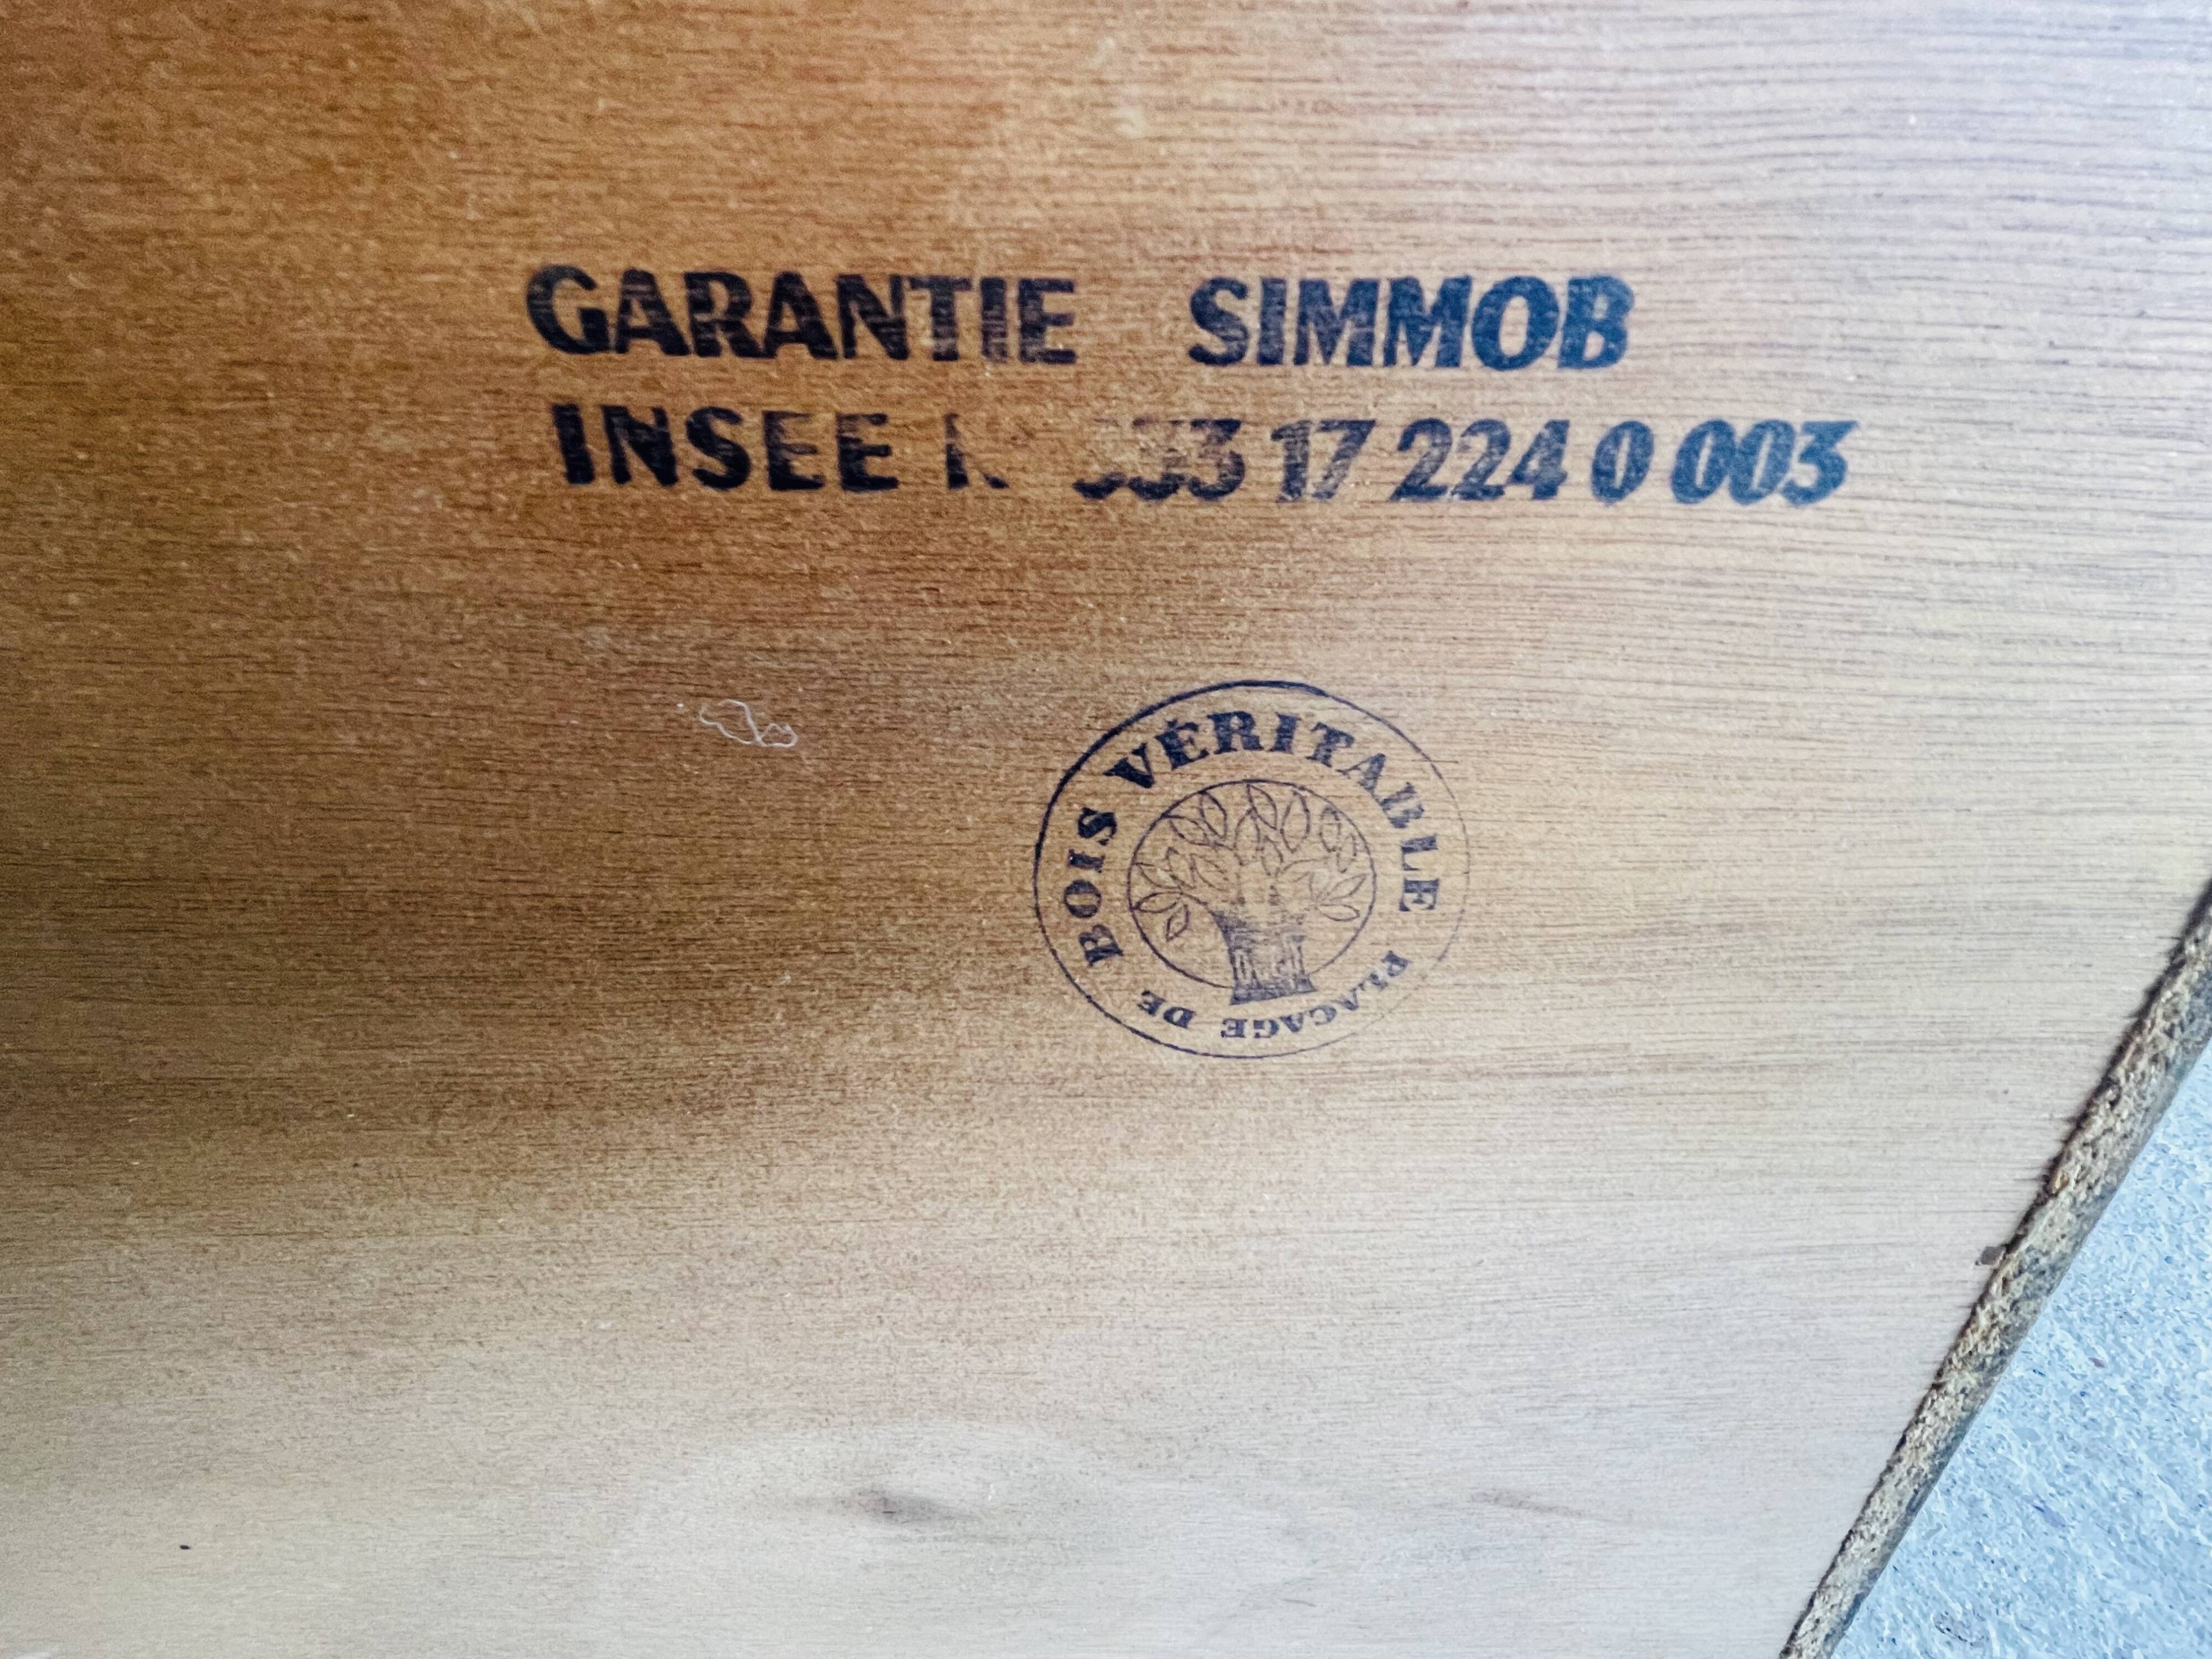 GARANTIE SIMMOB
INSEE 17 224 0 003
PLACAGE DE BOIS VÉRITABLE